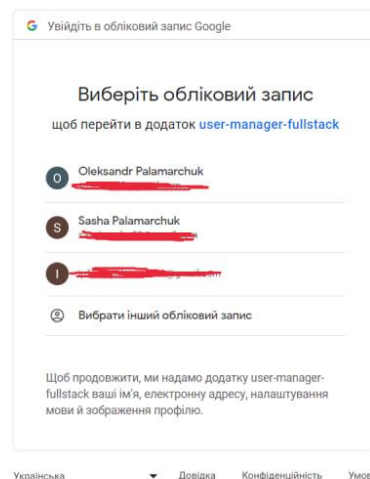 Увійдіть в обліковий запис Google
Виберіть обліковий запис
щоб перейти в додаток user-manager-fullstack
O
Oleksandr Palamarchuk
S
Sasha Palamarchuk
I
Вибрати інший обліковий запис
Щоб продовжити, ми надамо додатку user-manager-
fullstack ваші ім'я, електронну адресу, налаштування
мови й зображення профілю.
Українська Довідка Конфіденційність Умов